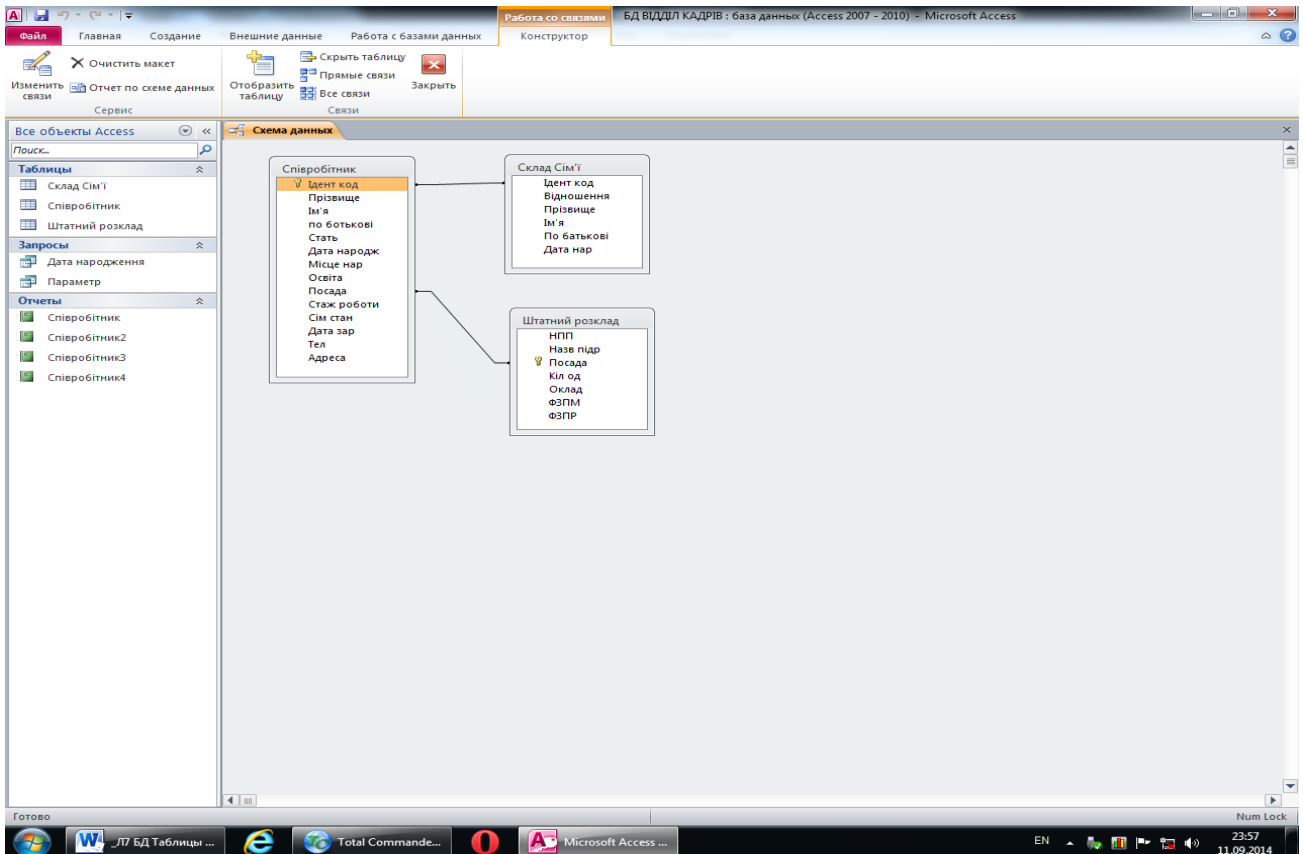 Работа со связями
БД ВІДДІЛ КАДРІВ : база данных (Access 2007 - 2010) - Microsoft Access
Файл Главная Создание Внешние данные Работа с базами данных Конструктор
Изменить связи
Очистить макет
Отчет по схеме данных
Сервис
Отобразить таблицу
Скрыть таблицу
Прямые связи
Все связи
Закрыть
Связи
Все объекты Access
Поиск...
Таблицы
Склад Сім'ї
Співробітник
Штатний розклад
Запросы
Дата народження
Параметр
Отчеты
Співробітник
Співробітник2
Співробітник3
Співробітник4
Схема данных
Співробітник
Ідент код
Прізвище
Ім'я
по ботькові
Стать
Дата народж
Місце нар
Освіта
Посада
Стаж роботи
Сім стан
Дата зар
Тел
Адреса
Склад Сім'ї
Ідент код
Відношення
Прізвище
Ім'я
По батькові
Дата нар
Штатний розклад
НПП
Назв підр
Посада
Кіл од
Оклад
ФЗПМ
ФЗПР
Готово
Num Lock
_Л7 БД Таблицы ...
Total Commande...
Microsoft Access ...
EN
23:57
11.09.2014